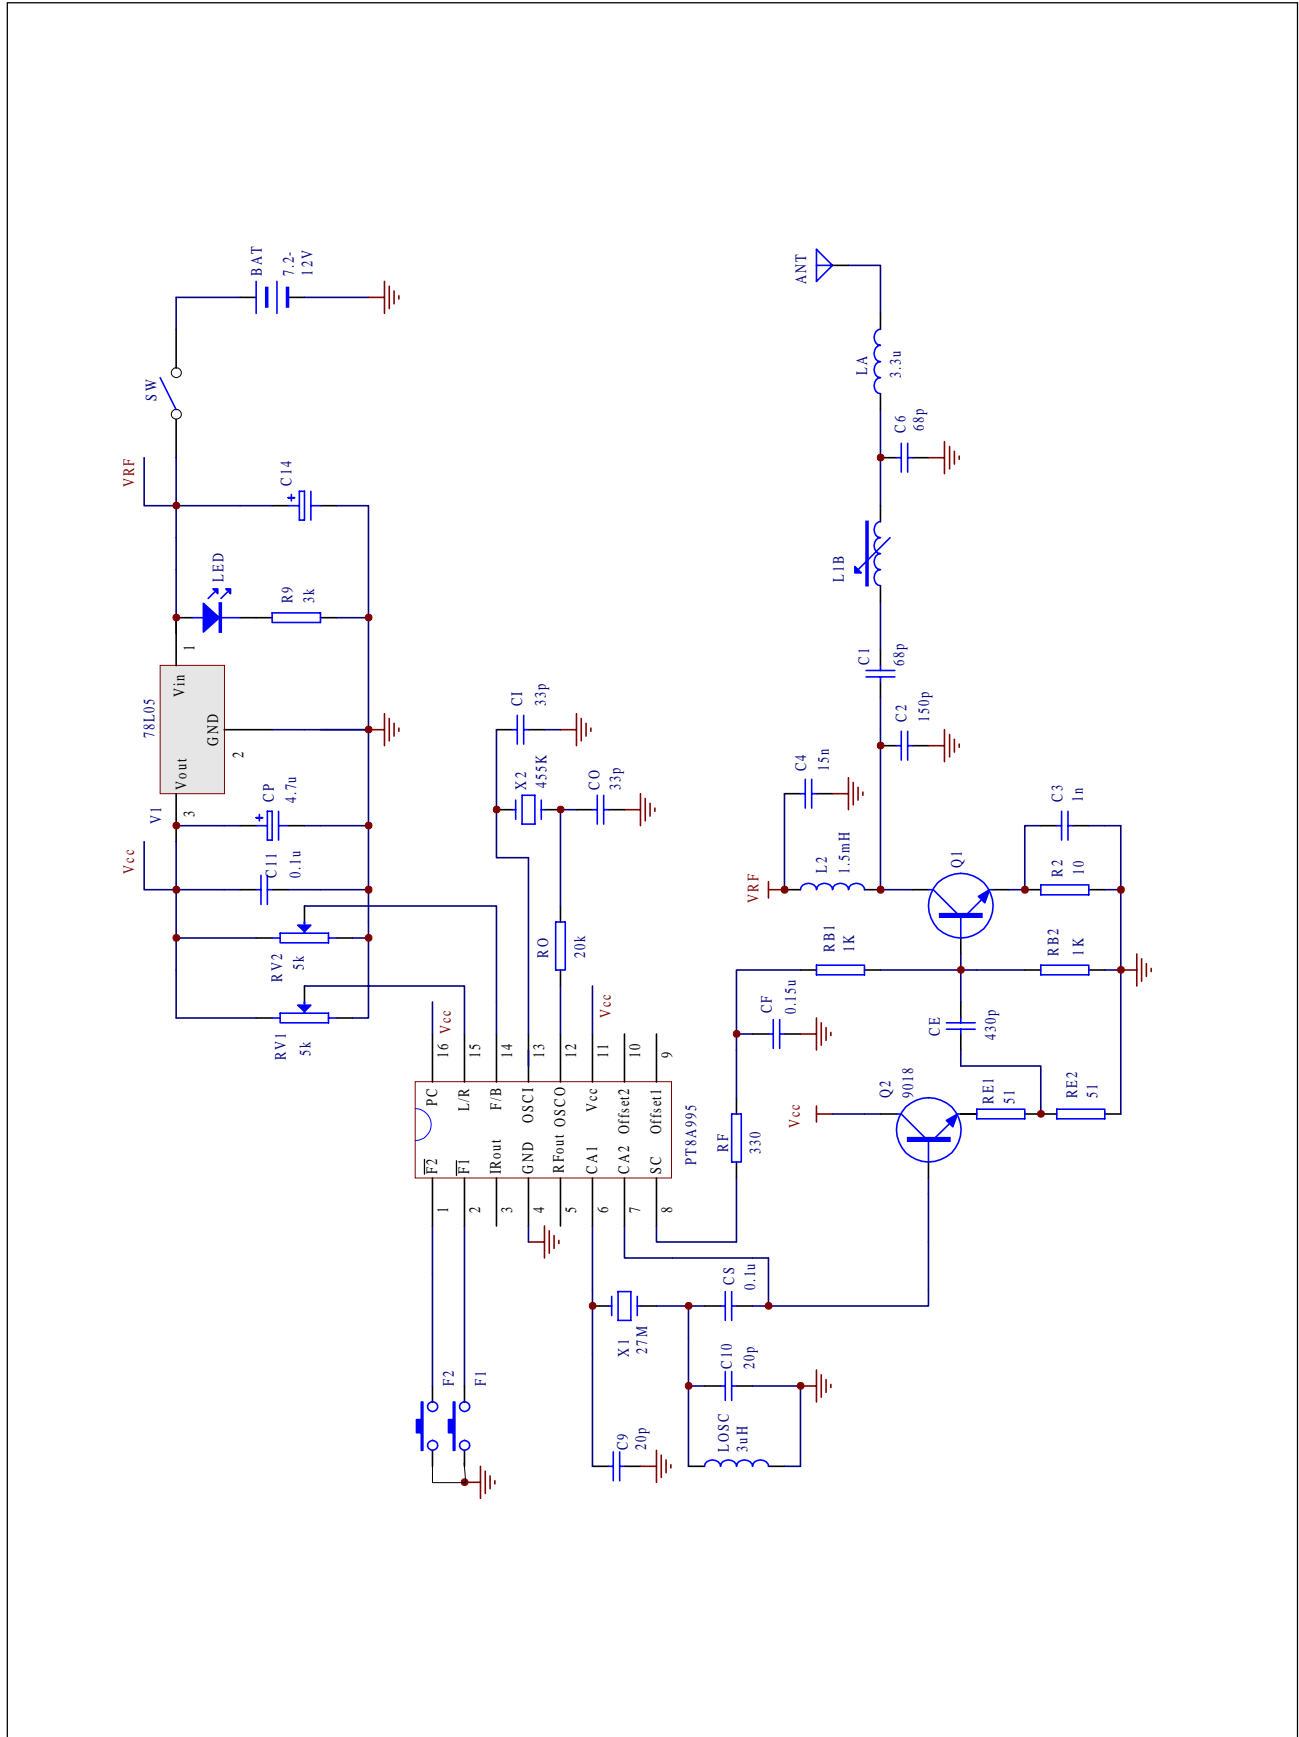 BAT
7.2-
12V
SW
VRF
C14
LED
R9
3k
78L05
Vin
1
GND
2
Vout
3
V1
CP
4.7u
Vcc
C11
0.1u
RV2
5k
RV1
5k
ANT
LA
3.3u
C6
68p
L1B
C1
68p
C2
150p
C4
15n
VRF
L2
1.5mH
C3
1n
R2
10
Q1
RB1
1K
RB2
1K
CF
0.15u
CE
430p
Vcc
Q2
9018
RE1
51
RE2
51
RF
330
CI
33p
X2
455K
CO
33p
RO
20k
Vcc
Vcc
16
15
14
13
12
11
10
9
PC
L/R
F/B
OSCI
OSCO
Vcc
Offset2
Offset1
F2
F1
IRout
GND
RFout
CA1
CA2
SC
1
2
3
4
5
6
7
8
PT8A995
F2
F1
X1
27M
CS
0.1u
C10
20p
LOSC
3uH
C9
20p